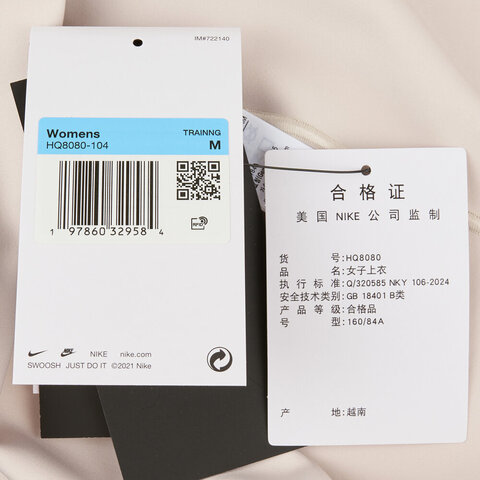 IM#722140
Womens TRAINNG
HQ8080-104 M
1 97860 32958 4
RFID
NIKE nike.com
SWOOSH JUST DO IT ©2021 Nike
合格证
美国 NIKE 公司监制
货 号:HQ8080
品 名:女子上衣
执行标准:Q/320585 NKY 106-2024
安全技术类别:GB 18401 B类
产品等级:合格品
号 型:160/84A
产 地:越南